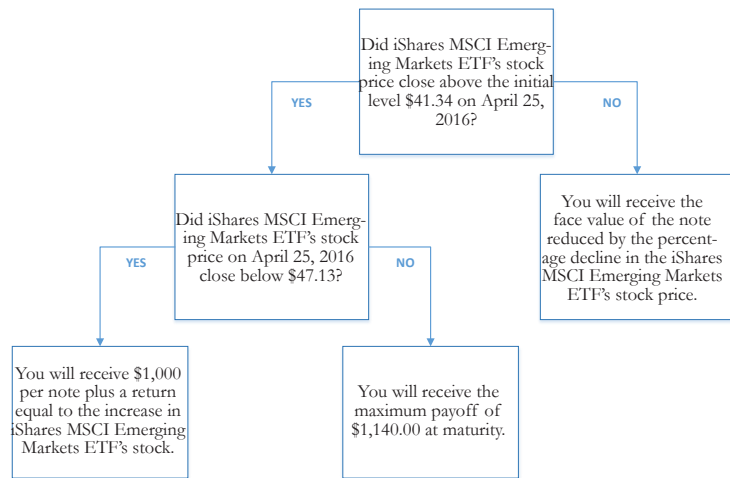 Did iShares MSCI Emerg-
ing Markets ETF's stock
price close above the initial
level $41.34 on April 25,
2016?
YES
NO
Did iShares MSCI Emerg-
ing Markets ETF's stock
price on April 25, 2016
close below $47.13?
You will receive the
face value of the note
reduced by the percent-
age decline in the iShares
MSCI Emerging Markets
ETF's stock price.
YES
NO
You will receive $1,000
per note plus a return
equal to the increase in
iShares MSCI Emerging
Markets ETF's stock.
You will receive the
maximum payoff of
$1,140.00 at maturity.